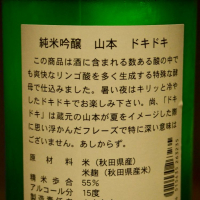 純米吟醸　山本　ドキドキ
この商品は酒に含まれる数ある酸の中で
も爽快なリンゴ酸を多く生成する特殊な酵
母で仕込みました。暑い夜はキリッと冷や
したドキドキでお楽しみ下さい。尚、「ドキ
ドキ」は蔵元の山本が夏をイメージした際
に思い浮かんだフレーズで特に深い意味はご
ざいません。あしからず。
原材料　米（秋田県産）
米麹（秋田県産米）
精米歩合　55％
アルコール分　15度